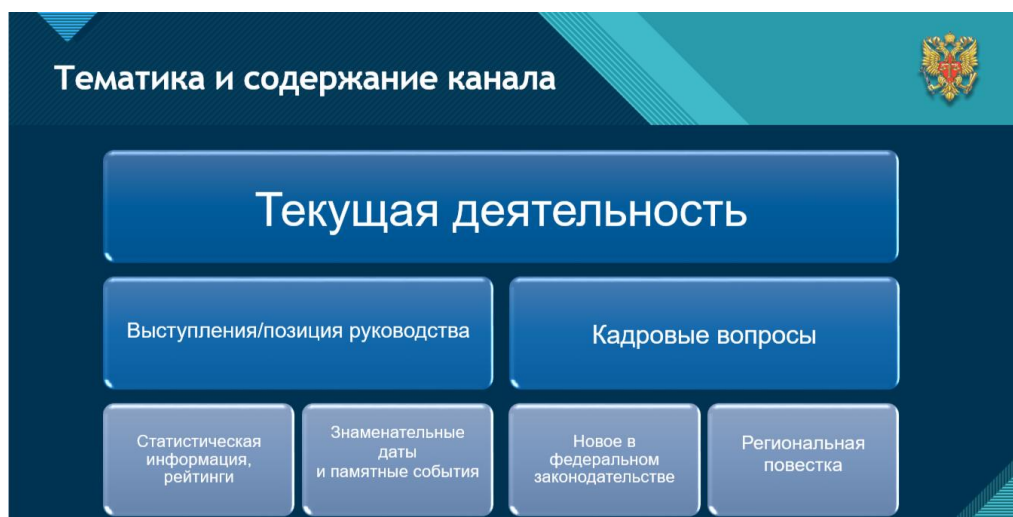 Тематика и содержание канала
Текущая деятельность
Выступления/позиция руководства
Кадровые вопросы
Статистическая
информация,
рейтинги
Знаменательные
даты
и памятные события
Новое в
федеральном
законодательстве
Региональная
повестка